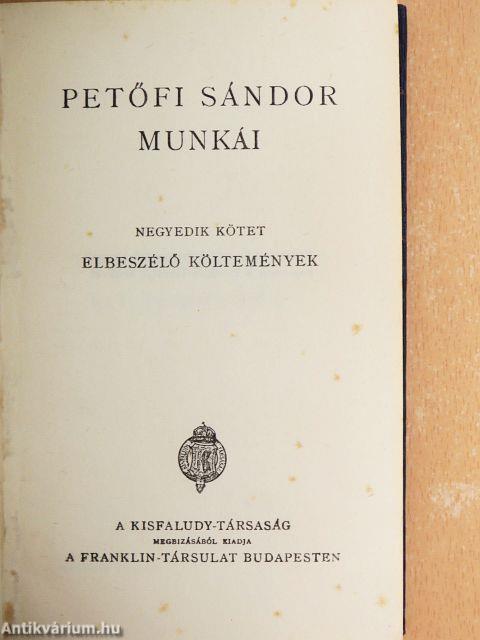 PETŐFI SÁNDOR
MUNKÁI
NEGYEDIK KÖTET
ELBESZÉLŐ KÖLTEMÉNYEK
A KISFALUDY-TÁRSASÁG
MEGBIZÁSÁBÓL KIADJA
A FRANKLIN-TÁRSULAT BUDAPESTEN
Antikvárium.hu